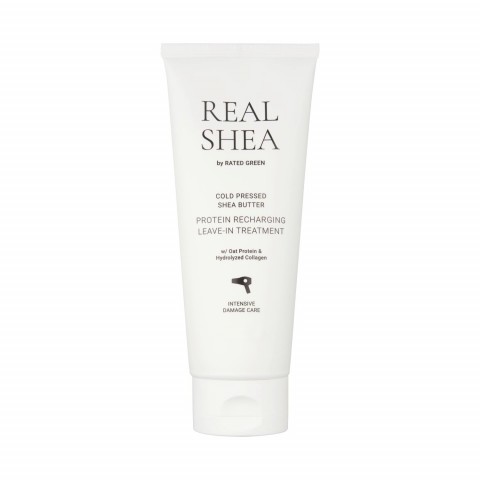 REAL
SHEA
by RATED GREEN
COLD PRESSED
SHEA BUTTER
PROTEIN RECHARGING
LEAVE-IN TREATMENT
w/ Oat Protein &
Hydrolyzed Collagen
INTENSIVE
DAMAGE CARE